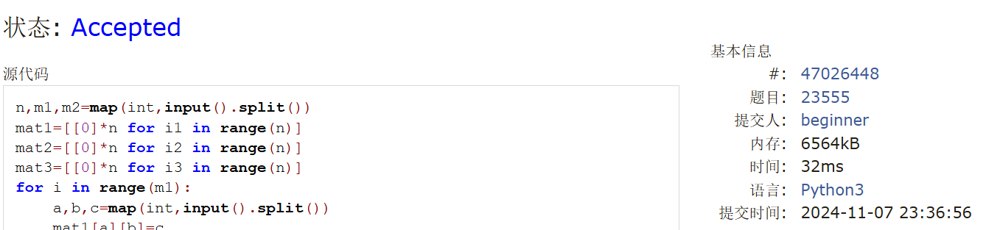 状态: Accepted
源代码
n,m1,m2=map(int,input().split())
mat1=[[0]*n for i1 in range(n)]
mat2=[[0]*n for i2 in range(n)]
mat3=[[0]*n for i3 in range(n)]
for i in range(m1):
    a,b,c=map(int,input().split())
    mat1[a][b]=c
基本信息
#: 47026448
题目: 23555
提交人: beginner
内存: 6564kB
时间: 32ms
语言: Python3
提交时间: 2024-11-07 23:36:56